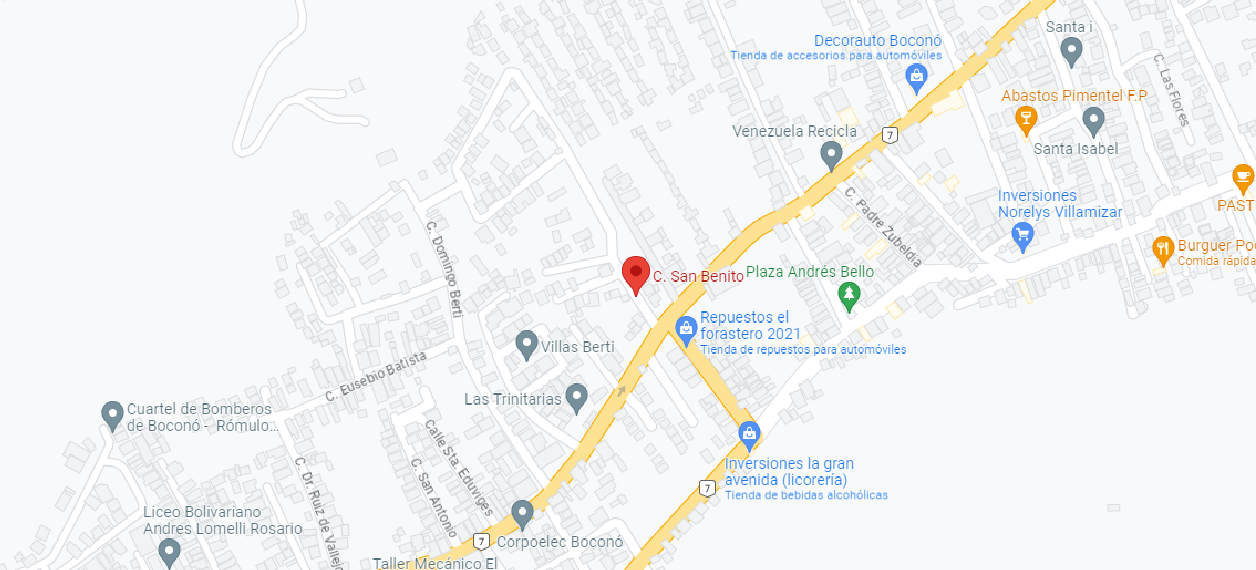 Santa i
Decorauto Boconó
Tienda de accesorios para automóviles
C. Las Flores
Abastos Pimentel F.P
Venezuela Recicla
7
Santa Isabel
Inversiones
Norelys Villamizar
PAST
C. Padre Zubeldia
C. Domingo Berti
Burguer Po
Comida rápida
C. San Benito
Plaza Andrés Bello
Repuestos el
forastero 2021
Tienda de repuestos para automóviles
Villas Berti
C. Eusebio Batista
Las Trinitarias
Cuartel de Bomberos
de Boconó - Rómulo...
Calle Sta. Eduviges
C. San Antonio
C. Dr. Ruiz de Vallejo
Inversiones la gran
avenida (licorería)
Tienda de bebidas alcohólicas
7
Liceo Bolivariano
Andres Lomelli Rosario
7
Corpoelec Boconó
Taller Mecánico El